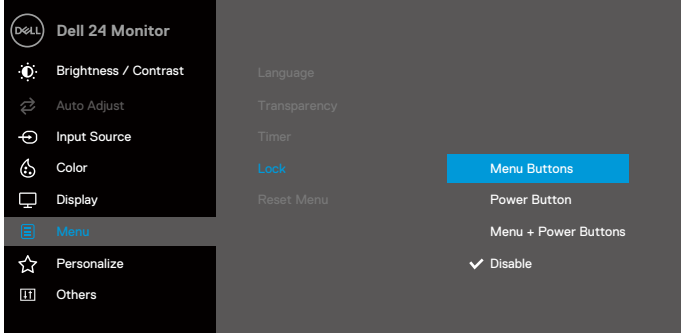 DELL
Dell 24 Monitor
Brightness / Contrast
Auto Adjust
Input Source
Color
Display
Menu
Personalize
Others
Language
Transparency
Timer
Lock
Reset Menu
Menu Buttons
Power Button
Menu + Power Buttons
Disable